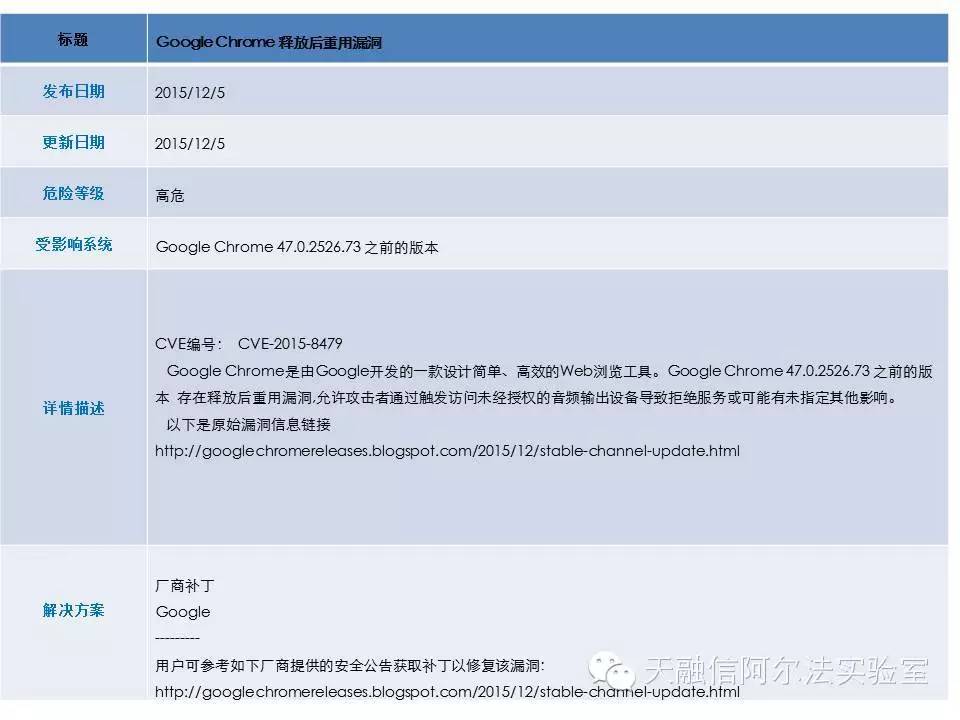 标题 Google Chrome 释放后重用漏洞
发布日期 2015/12/5
更新日期 2015/12/5
危险等级 高危
受影响系统 Google Chrome 47.0.2526.73 之前的版本
详情描述
CVE编号： CVE-2015-8479
Google Chrome是由Google开发的一款设计简单、高效的Web浏览工具。Google Chrome 47.0.2526.73 之前的版
本 存在释放后重用漏洞,允许攻击者通过触发访问未经授权的音频输出设备导致拒绝服务或可能有未指定其他影响。
以下是原始漏洞信息链接
http://googlechromereleases.blogspot.com/2015/12/stable-channel-update.html
解决方案
厂商补丁
Google
---------
用户可参考如下厂商提供的安全公告获取补丁以修复该漏洞：
http://googlechromereleases.blogspot.com/2015/12/stable-channel-update.html
天融信阿尔法实验室